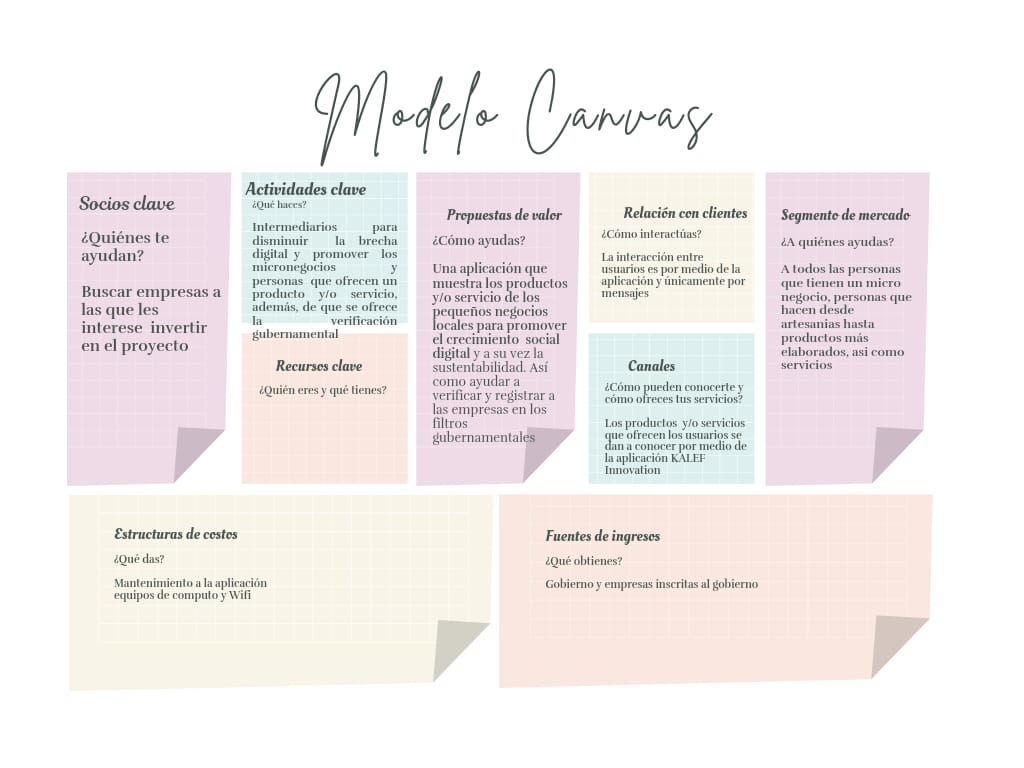 Modelo Canvas
Socios clave
¿Quiénes te
ayudan?
Buscar empresas a
las que les
interese invertir
en el proyecto
Actividades clave
¿Qué haces?
Intermediarios para
disminuir la brecha
digital y promover los
micronegocios y
personas que ofrecen un
producto y/o servicio,
además, de que se ofrece
la verificación
gubernamental
Recursos clave
¿Quién eres y qué tienes?
Propuestas de valor
¿Cómo ayudas?
Una aplicación que
muestra los productos
y/o servicio de los
pequeños negocios
locales para promover
el crecimiento social
digital y a su vez la
sustentabilidad. Así
como ayudar a
verificar y registrar a
las empresas en los
filtros
gubernamentales
Relación con clientes
¿Cómo interactúas?
La interacción entre
usuarios es por medio de la
aplicación y únicamente por
mensajes
Canales
¿Cómo pueden conocerte y
cómo ofreces tus servicios?
Los productos y/o servicios
que ofrecen los usuarios se
dan a conocer por medio de
la aplicación KALEF
Innovation
Segmento de mercado
¿A quiénes ayudas?
A todos las personas
que tienen un micro
negocio, personas que
hacen desde
artesanias hasta
productos más
elaborados, asi como
servicios
Estructuras de costos
¿Qué das?
Mantenimiento a la aplicación
equipos de computo y Wifi
Fuentes de ingresos
¿Qué obtienes?
Gobierno y empresas inscritas al gobierno